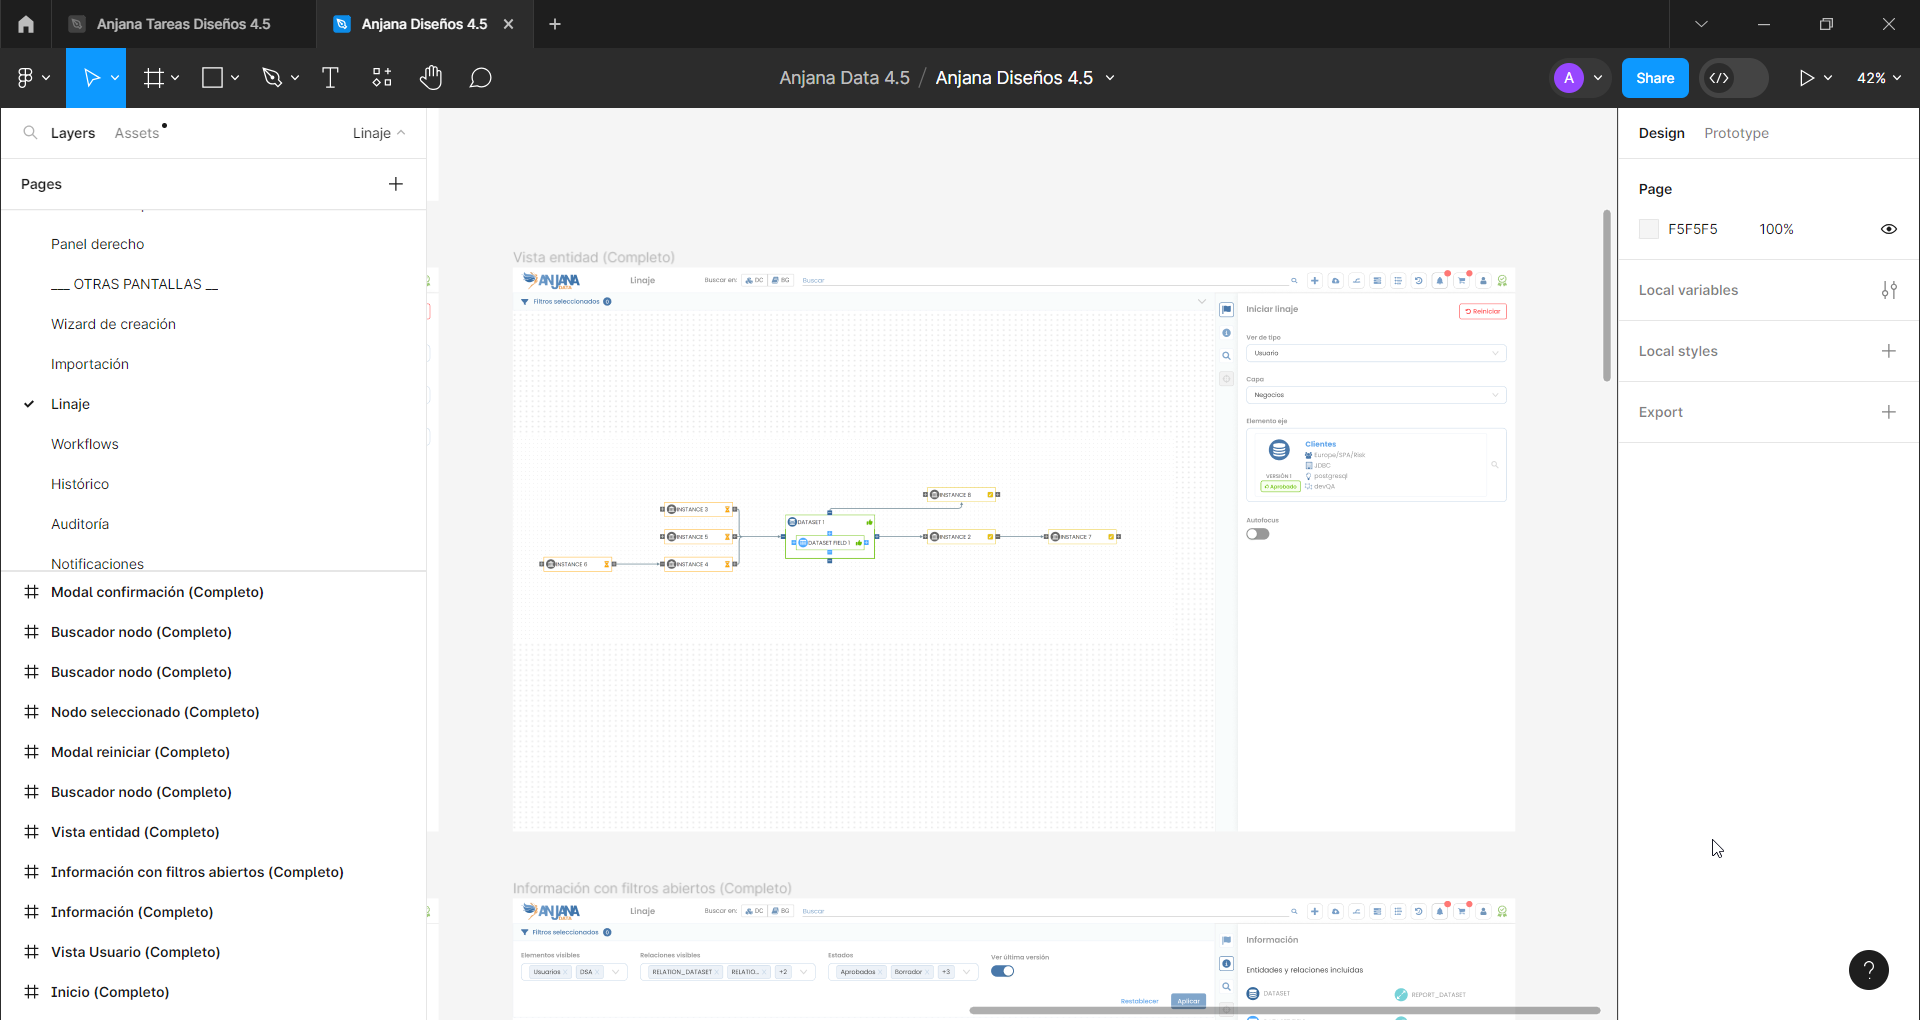 Anjana Tareas Diseños 4.5
Anjana Diseños 4.5
Anjana Data 4.5 / Anjana Diseños 4.5
A
Share
42%
Layers
Assets
Linaje
Pages
Panel derecho
___ OTRAS PANTALLAS __
Wizard de creación
Importación
Linaje
Workflows
Histórico
Auditoría
Notificaciones
Modal confirmación (Completo)
Buscador nodo (Completo)
Buscador nodo (Completo)
Nodo seleccionado (Completo)
Modal reiniciar (Completo)
Buscador nodo (Completo)
Vista entidad (Completo)
Información con filtros abiertos (Completo)
Información (Completo)
Vista Usuario (Completo)
Inicio (Completo)
Vista entidad (Completo)
ANJANA
DATA
Linaje
Buscar en:
DC
BG
Buscar
Filtros seleccionados
Iniciar linaje
Reiniciar
Ver de tipo
Usuario
Capa
Negocios
Elemento eje
Clientes
Europe/SPA/Risk
JDBC
postgresql
devQA
VERSIÓN 1
Aprobado
Autofocus
INSTANCE 8
INSTANCE 3
DATASET 1
INSTANCE 5
DATASET FIELD 1
INSTANCE 2
INSTANCE 7
INSTANCE 6
INSTANCE 4
Información con filtros abiertos (Completo)
ANJANA
DATA
Linaje
Buscar en:
DC
BG
Buscar
Filtros seleccionados
Elementos visibles
Usuarios
DSA
Relaciones visibles
RELATION_DATASET
RELATIO...
+2
Estados
Aprobados
Borrador
+3
Ver última versión
Restablecer
Aplicar
Información
Entidades y relaciones incluidas
DATASET
REPORT_DATASET
Design
Prototype
Page
F5F5F5
100%
Local variables
Local styles
Export
?